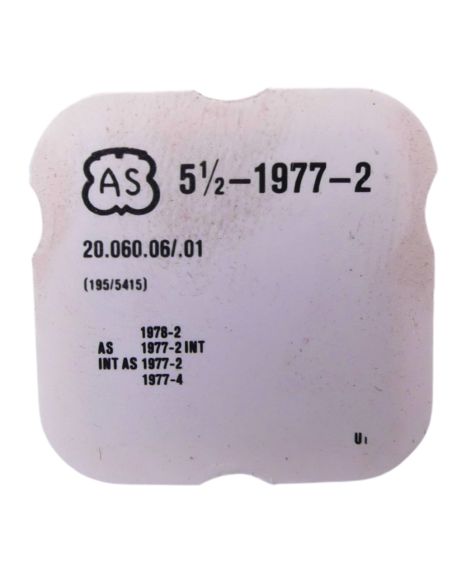 AS 5½-1977-2
20.060.06/.01
(195/5415)
1978-2
AS 1977-2 INT
INT AS 1977-2
1977-4
U1